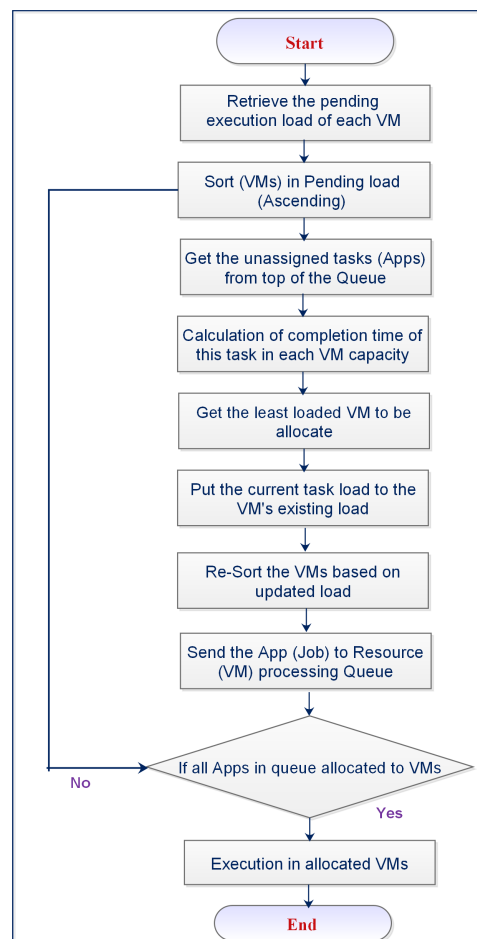 Start
Retrieve the pending
execution load of each VM
Sort (VMs) in Pending load
(Ascending)
Get the unassigned tasks (Apps)
from top of the Queue
Calculation of completion time of
this task in each VM capacity
Get the least loaded VM to be
allocate
Put the current task load to the
VM's existing load
Re-Sort the VMs based on
updated load
Send the App (Job) to Resource
(VM) processing Queue
If all Apps in queue allocated to VMs
No
Yes
Execution in allocated VMs
End